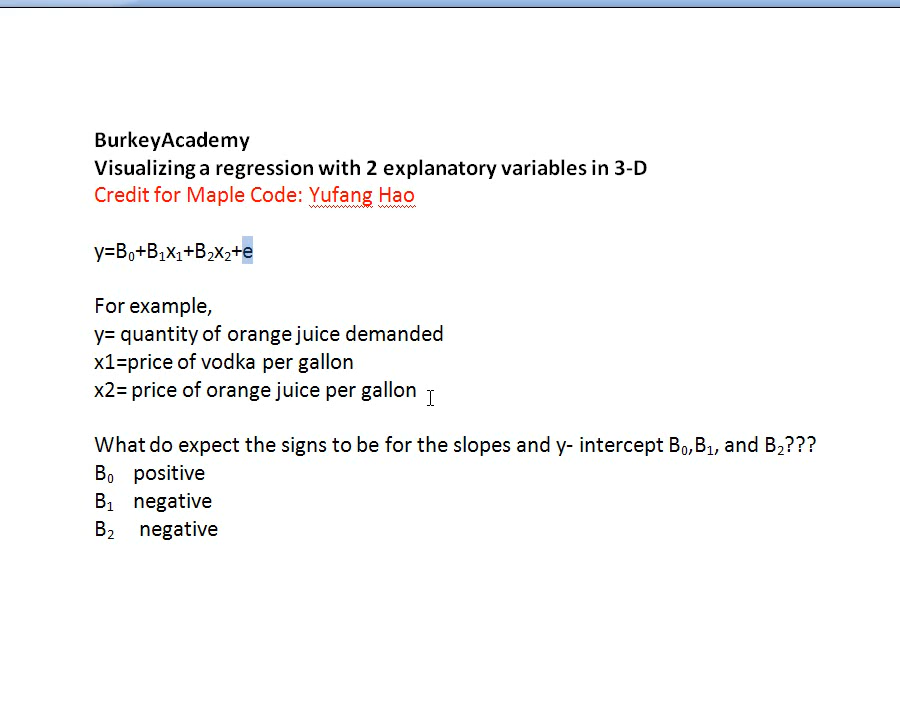 BurkeyAcademy
Visualizing a regression with 2 explanatory variables in 3-D
Credit for Maple Code: Yufang Hao
y=B₀+B₁x₁+B₂x₂+e
For example,
y= quantity of orange juice demanded
x1=price of vodka per gallon
x2= price of orange juice per gallon
What do expect the signs to be for the slopes and y- intercept B₀,B₁, and B₂???
B₀ positive
B₁ negative
B₂ negative